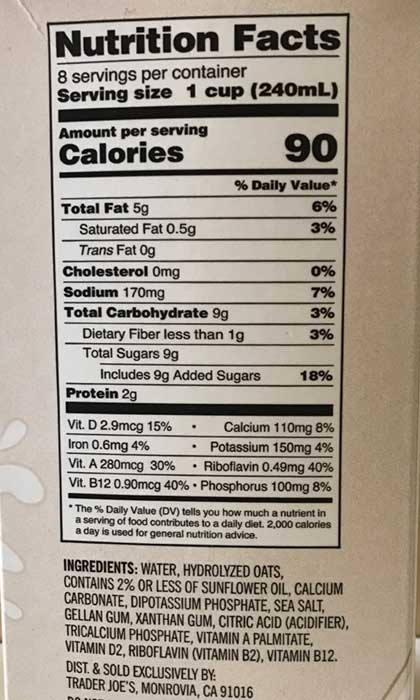 Nutrition Facts
8 servings per container
Serving size 1 cup (240mL)
Amount per serving
Calories 90
% Daily Value*
Total Fat 5g 6%
Saturated Fat 0.5g 3%
Trans Fat 0g
Cholesterol 0mg 0%
Sodium 170mg 7%
Total Carbohydrate 9g 3%
Dietary Fiber less than 1g 3%
Total Sugars 9g
Includes 9g Added Sugars 18%
Protein 2g
Vit. D 2.9mcg 15% • Calcium 110mg 8%
Iron 0.6mg 4% • Potassium 150mg 4%
Vit. A 280mcg 30% • Riboflavin 0.49mg 40%
Vit. B12 0.90mcg 40% • Phosphorus 100mg 8%
* The % Daily Value (DV) tells you how much a nutrient in
a serving of food contributes to a daily diet. 2,000 calories
a day is used for general nutrition advice.
INGREDIENTS: WATER, HYDROLYZED OATS,
CONTAINS 2% OR LESS OF SUNFLOWER OIL, CALCIUM
CARBONATE, DIPOTASSIUM PHOSPHATE, SEA SALT,
GELLAN GUM, XANTHAN GUM, CITRIC ACID (ACIDIFIER),
TRICALCIUM PHOSPHATE, VITAMIN A PALMITATE,
VITAMIN D2, RIBOFLAVIN (VITAMIN B2), VITAMIN B12.
DIST. & SOLD EXCLUSIVELY BY:
TRADER JOE'S, MONROVIA, CA 91016